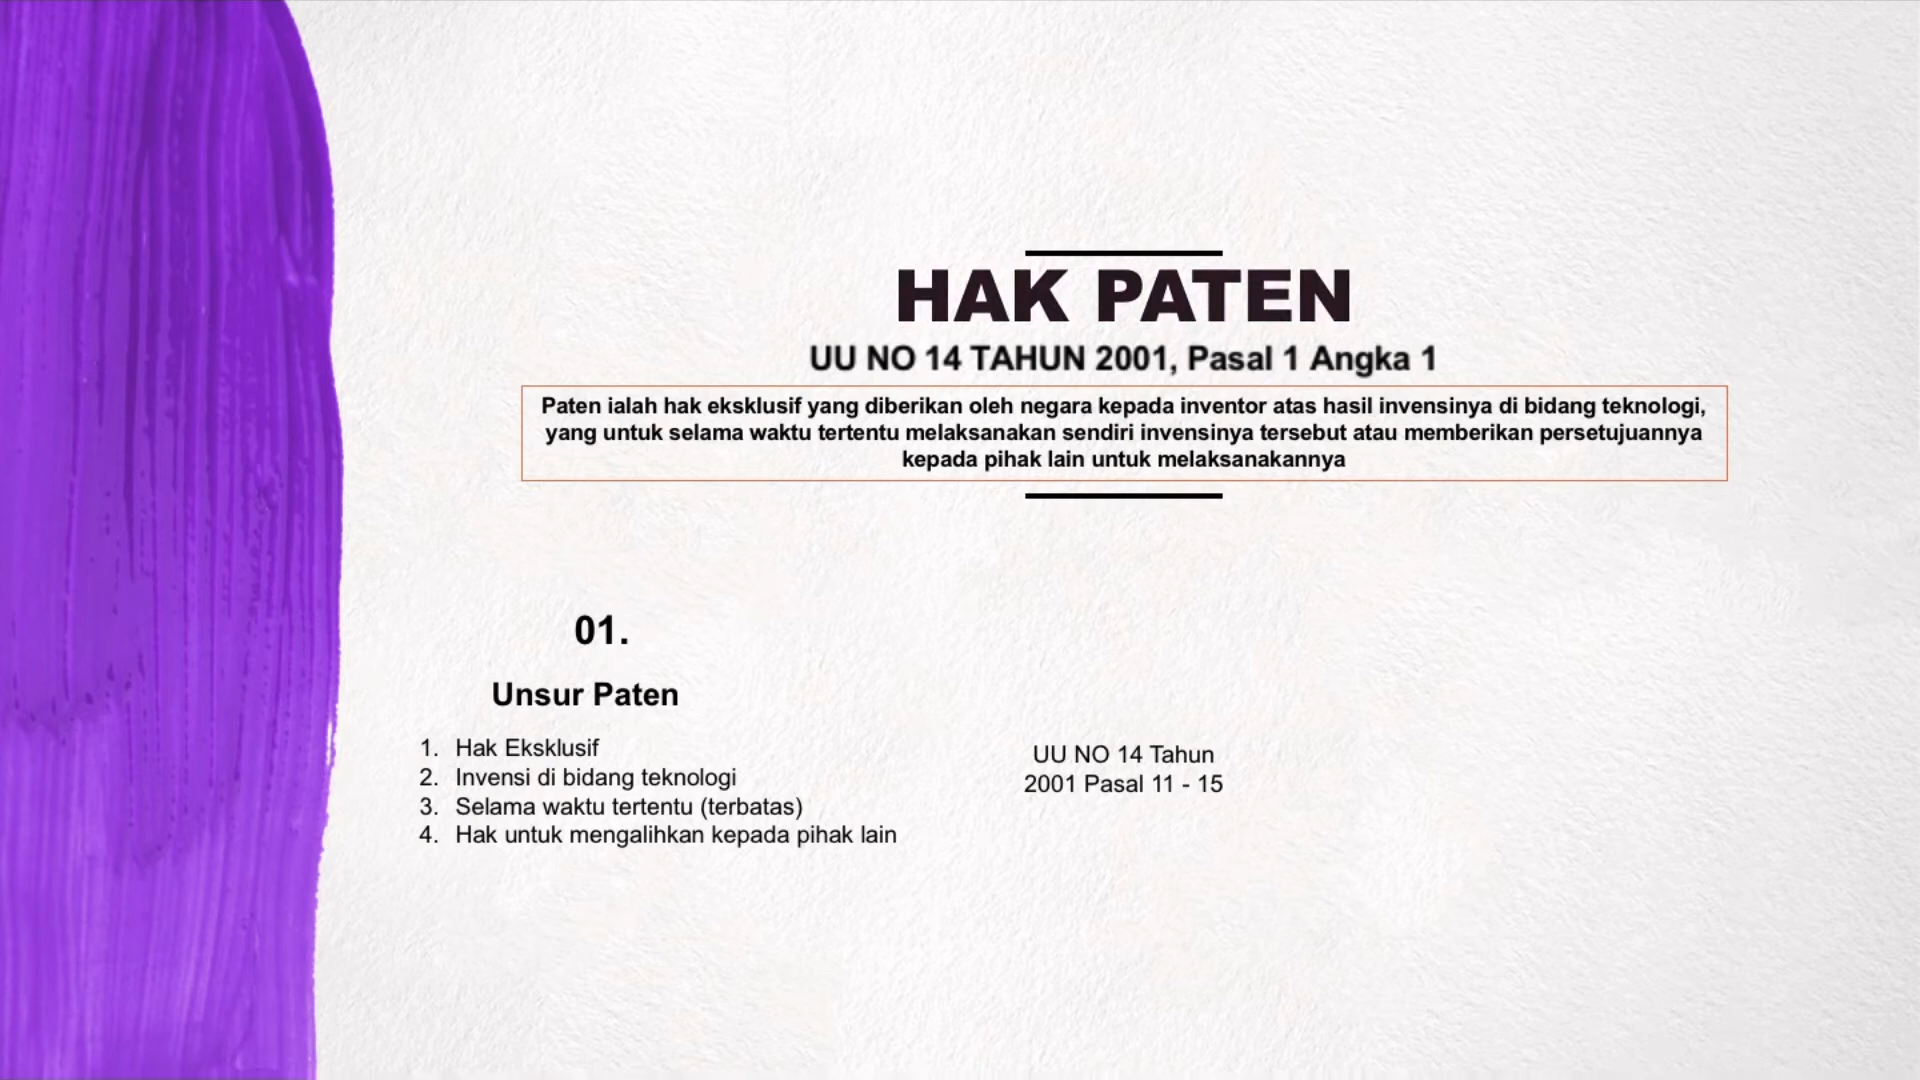 HAK PATEN
UU NO 14 TAHUN 2001, Pasal 1 Angka 1
Paten ialah hak eksklusif yang diberikan oleh negara kepada inventor atas hasil invensinya di bidang teknologi,
yang untuk selama waktu tertentu melaksanakan sendiri invensinya tersebut atau memberikan persetujuannya
kepada pihak lain untuk melaksanakannya
01.
Unsur Paten
1. Hak Eksklusif
2. Invensi di bidang teknologi
3. Selama waktu tertentu (terbatas)
4. Hak untuk mengalihkan kepada pihak lain
UU NO 14 Tahun
2001 Pasal 11 - 15